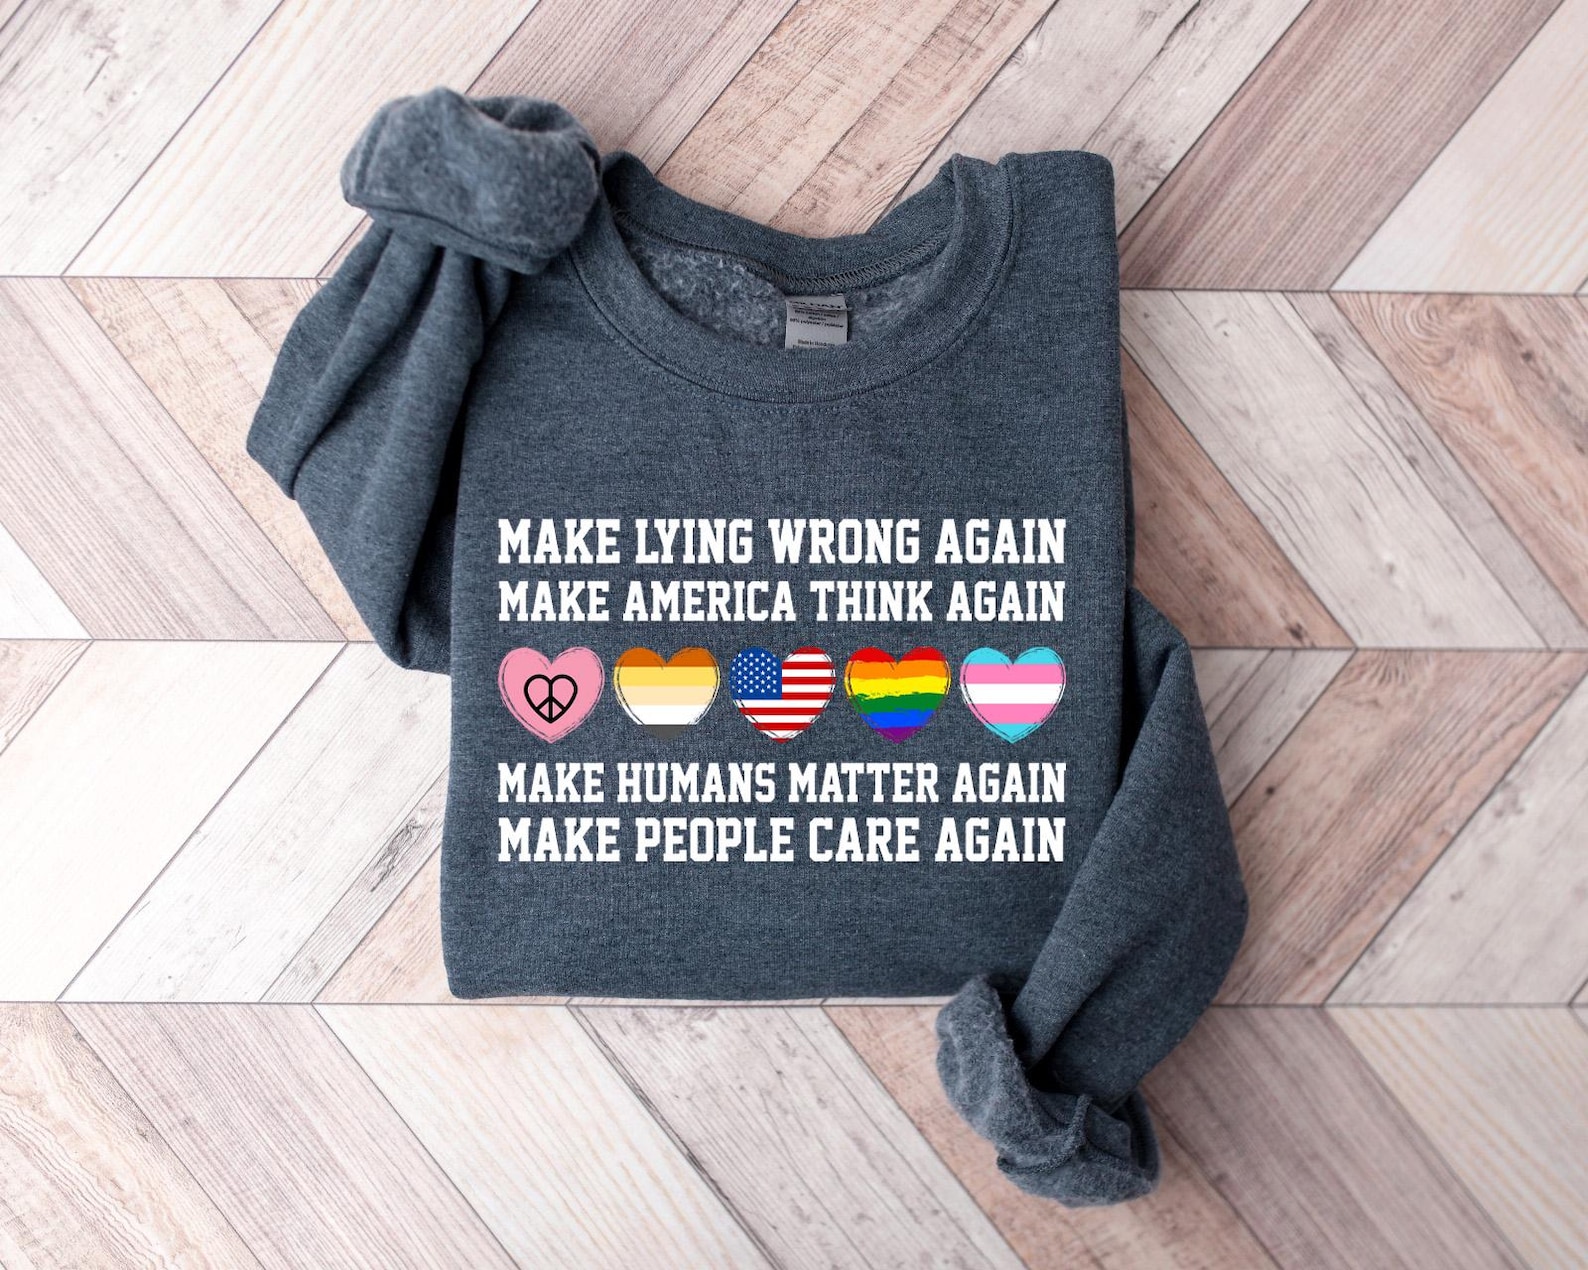 MAKE LYING WRONG AGAIN
MAKE AMERICA THINK AGAIN
MAKE HUMANS MATTER AGAIN
MAKE PEOPLE CARE AGAIN